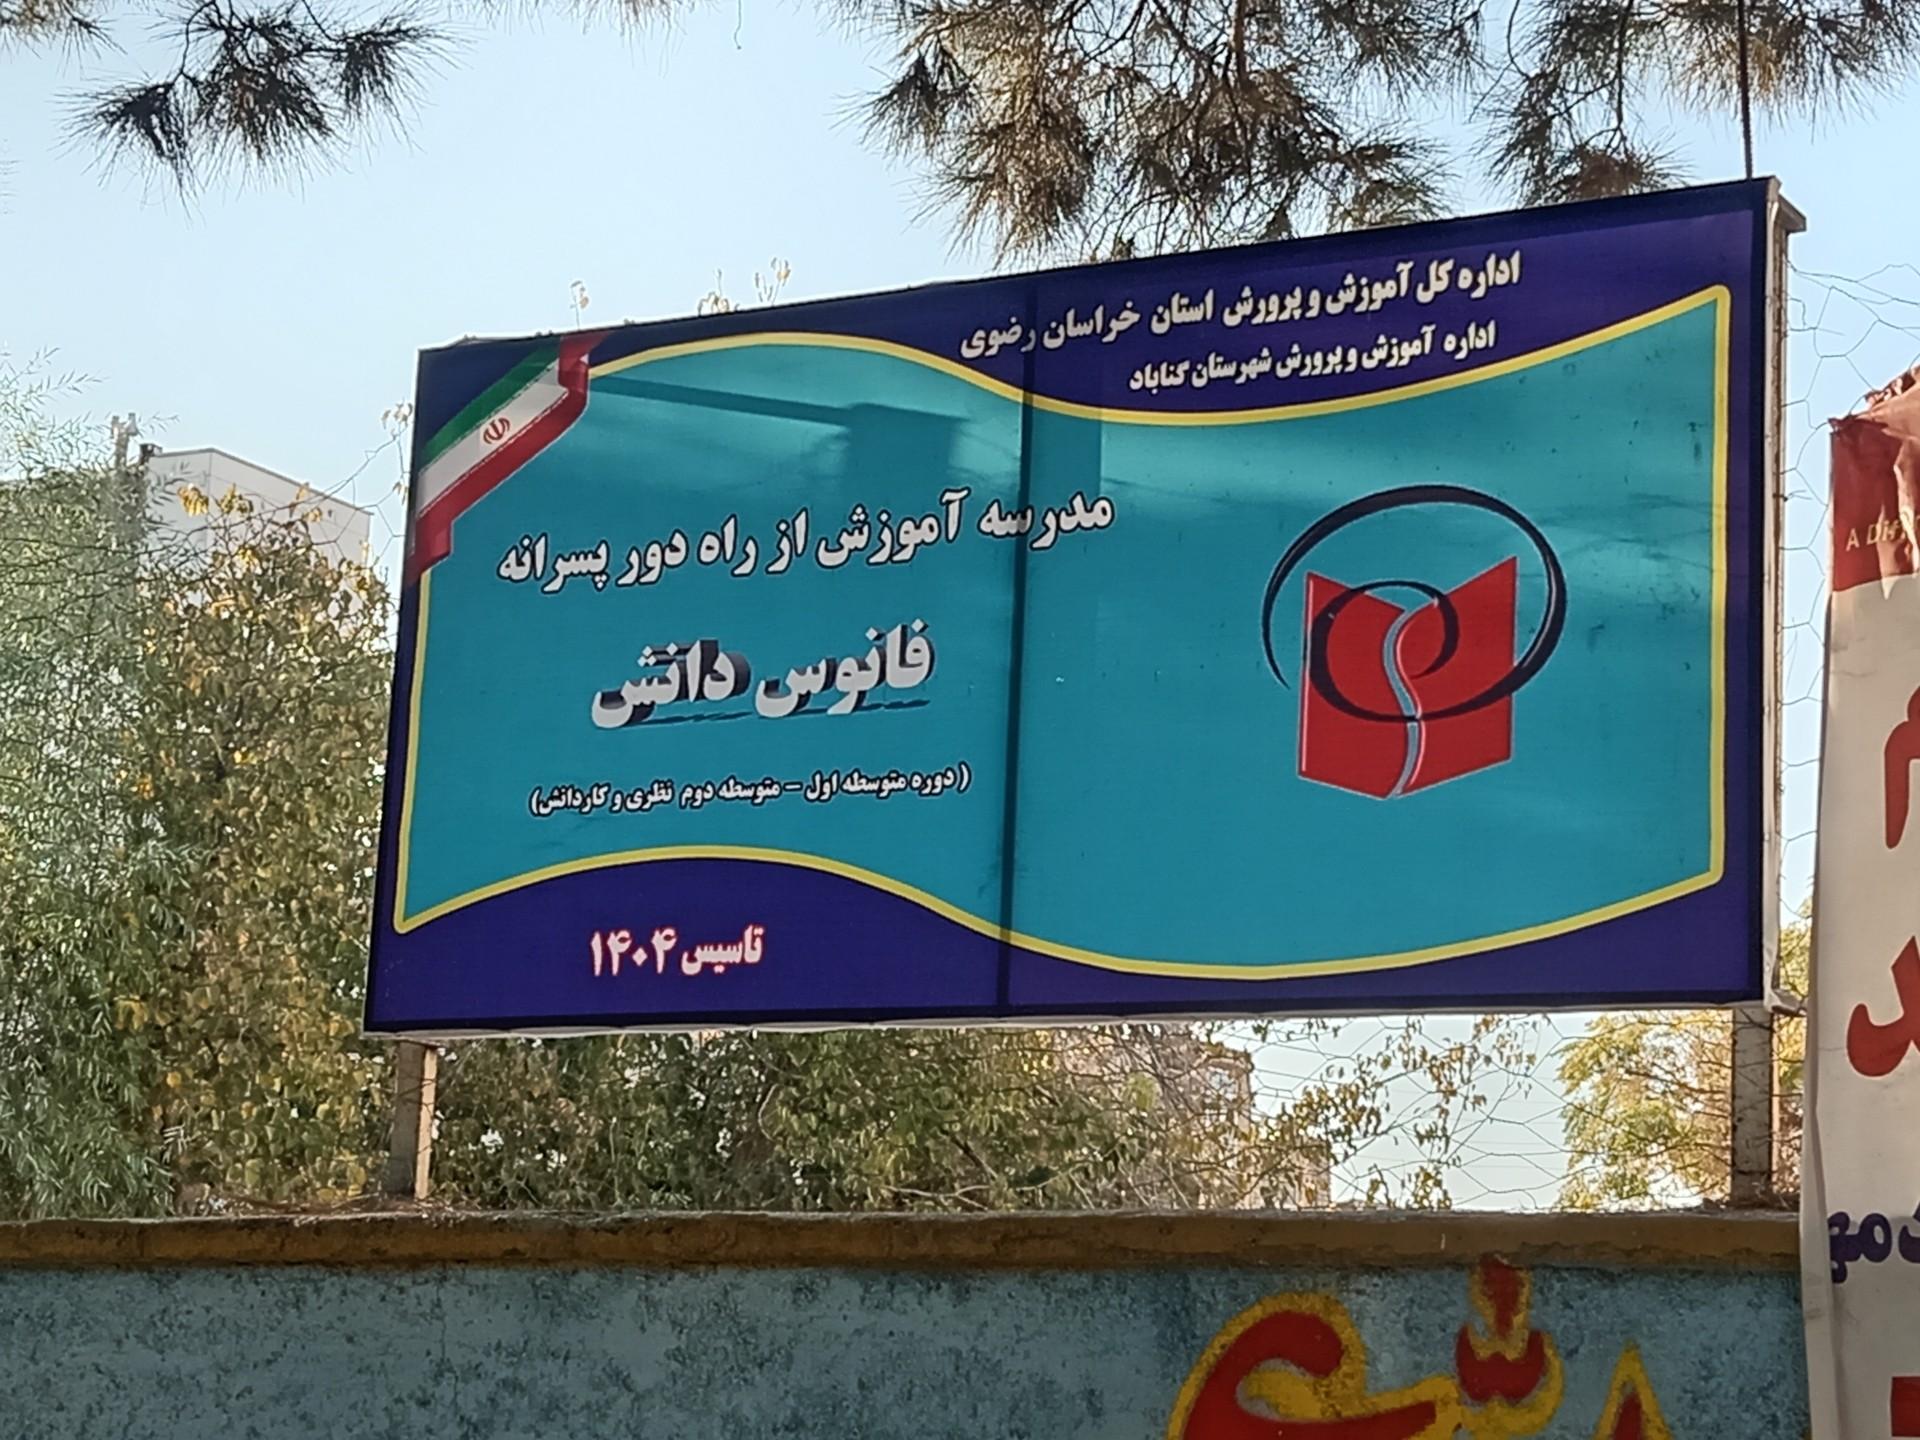 اداره کل آموزش و پرورش استان خراسان رضوی
اداره آموزش و پرورش شهرستان گناباد
مدرسه آموزش از راه دور پسرانه
فانوس دانش
( دوره متوسطه اول – متوسطه دوم نظری و کاردانش)
تاسیس ۱۴۰۴